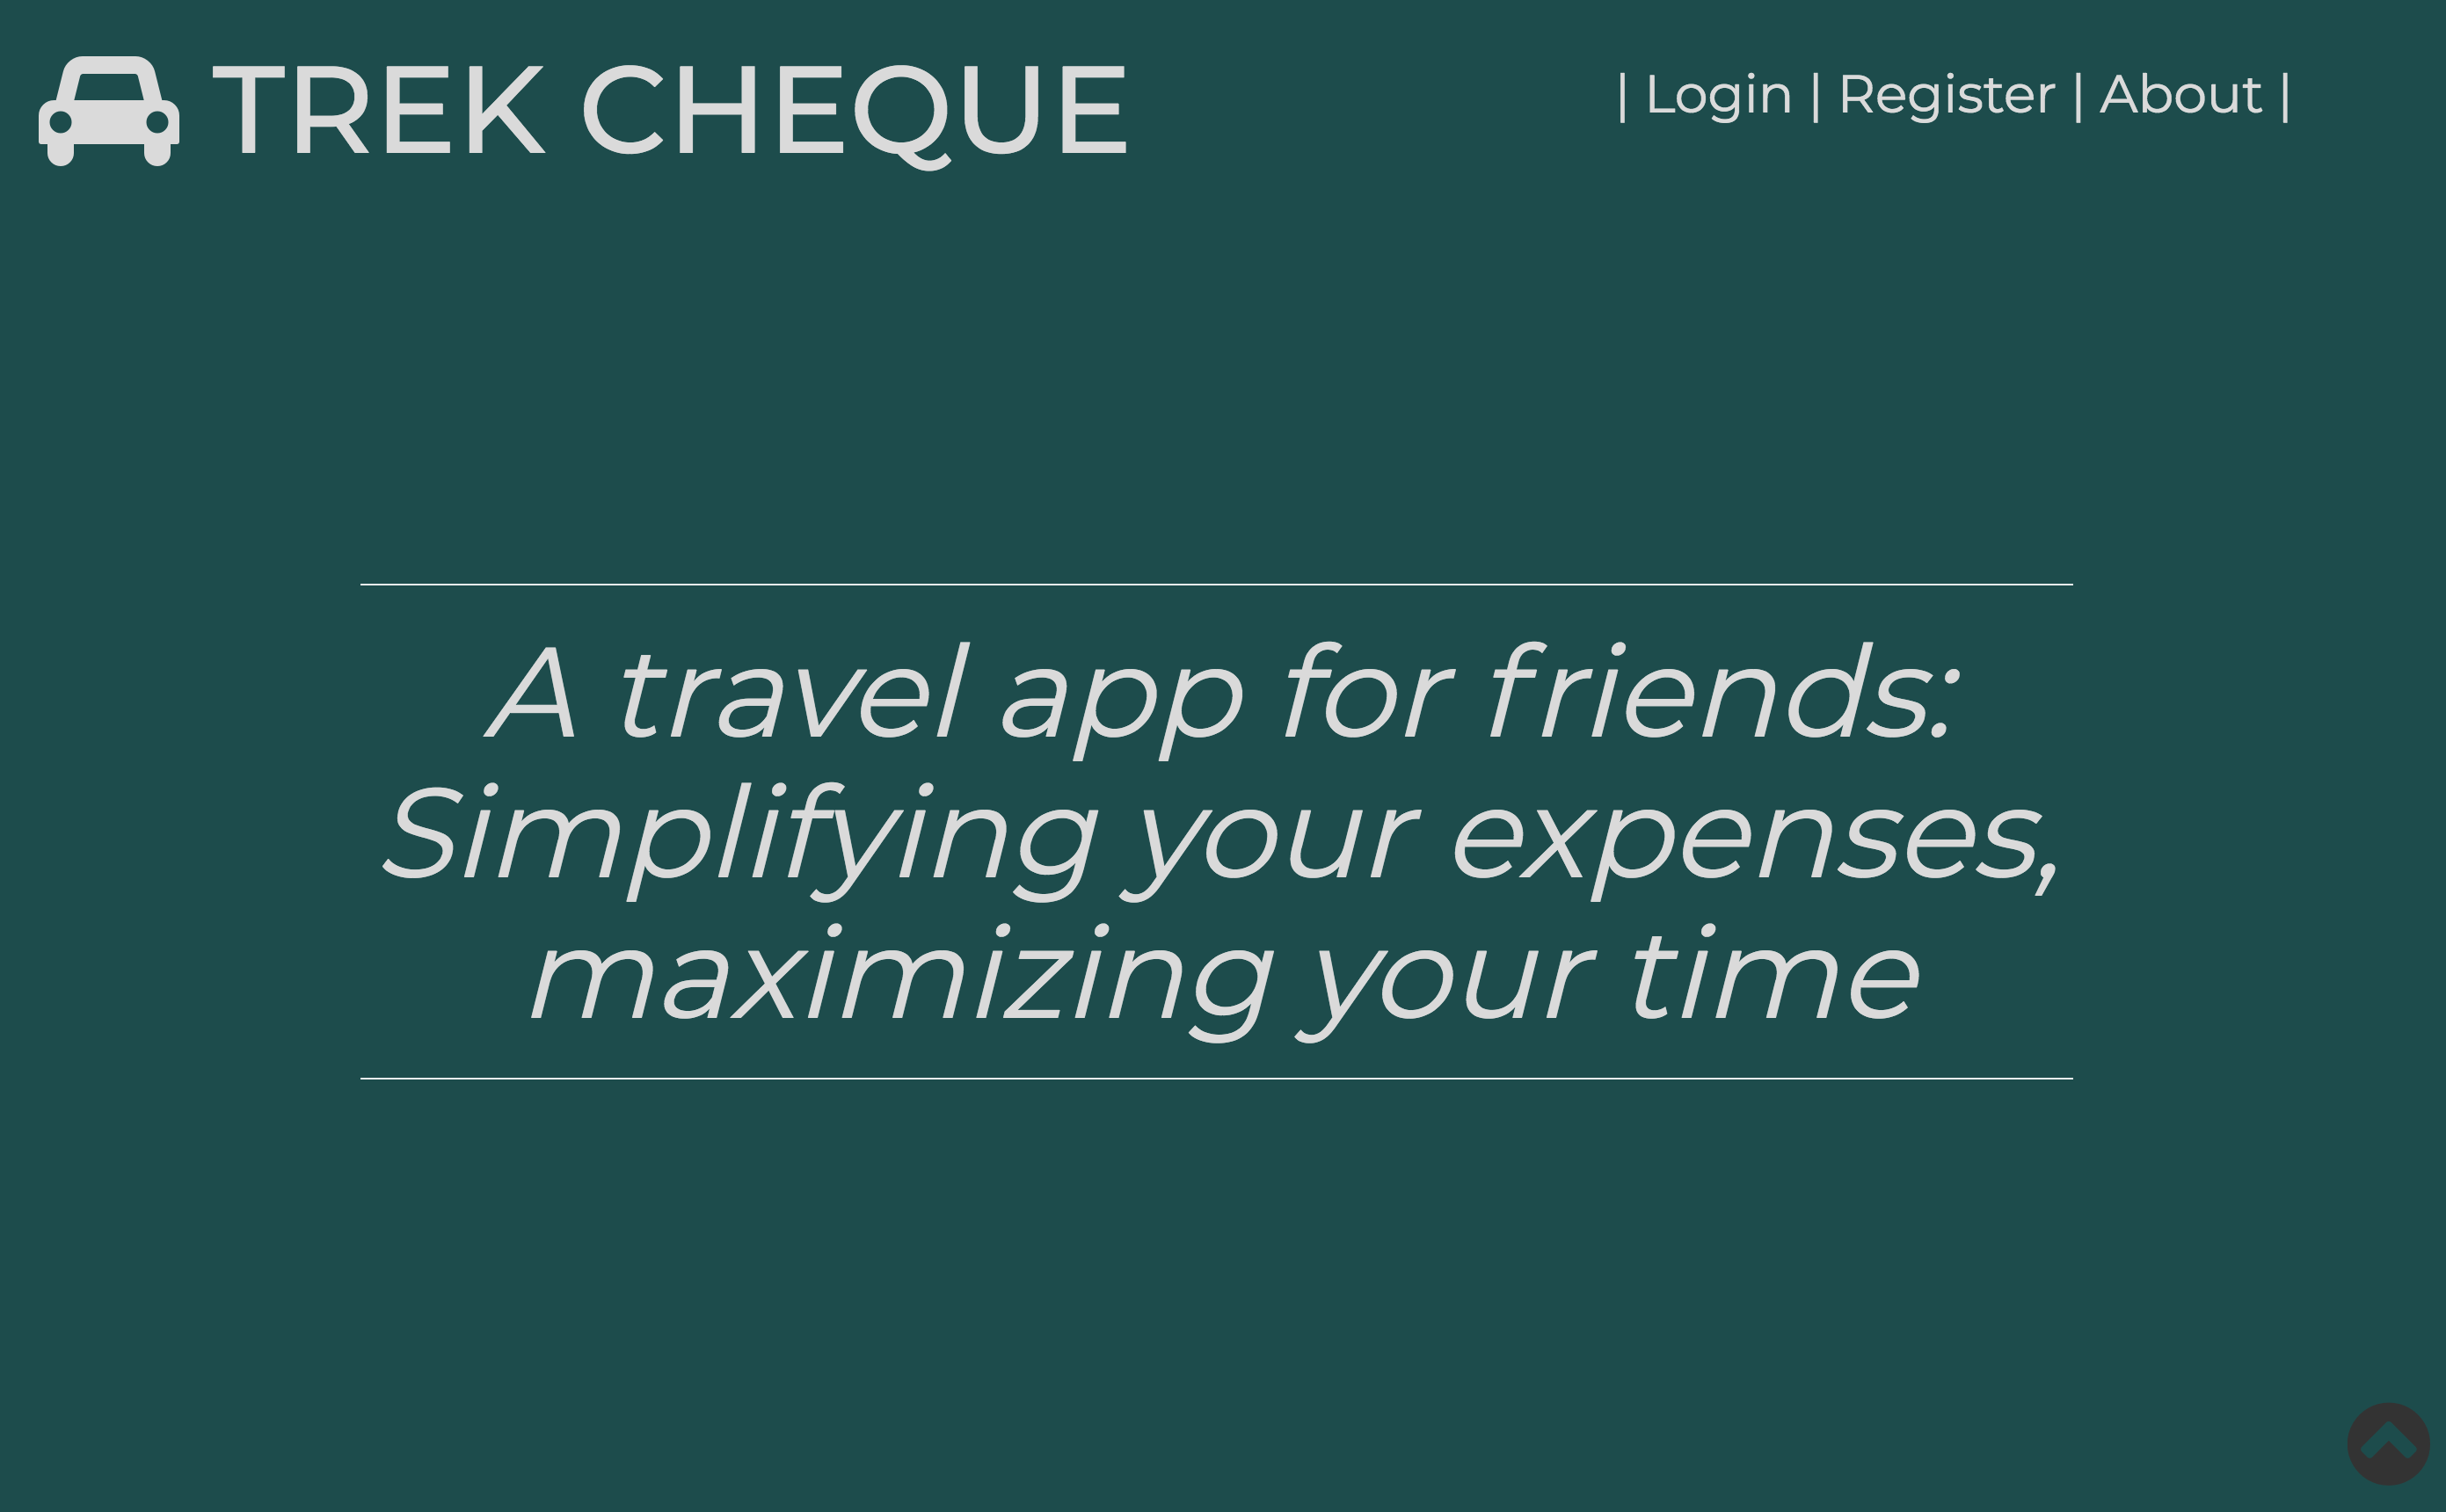 TREK CHEQUE
| Login | Register | About |
A travel app for friends:
Simplifying your expenses,
maximizing your time